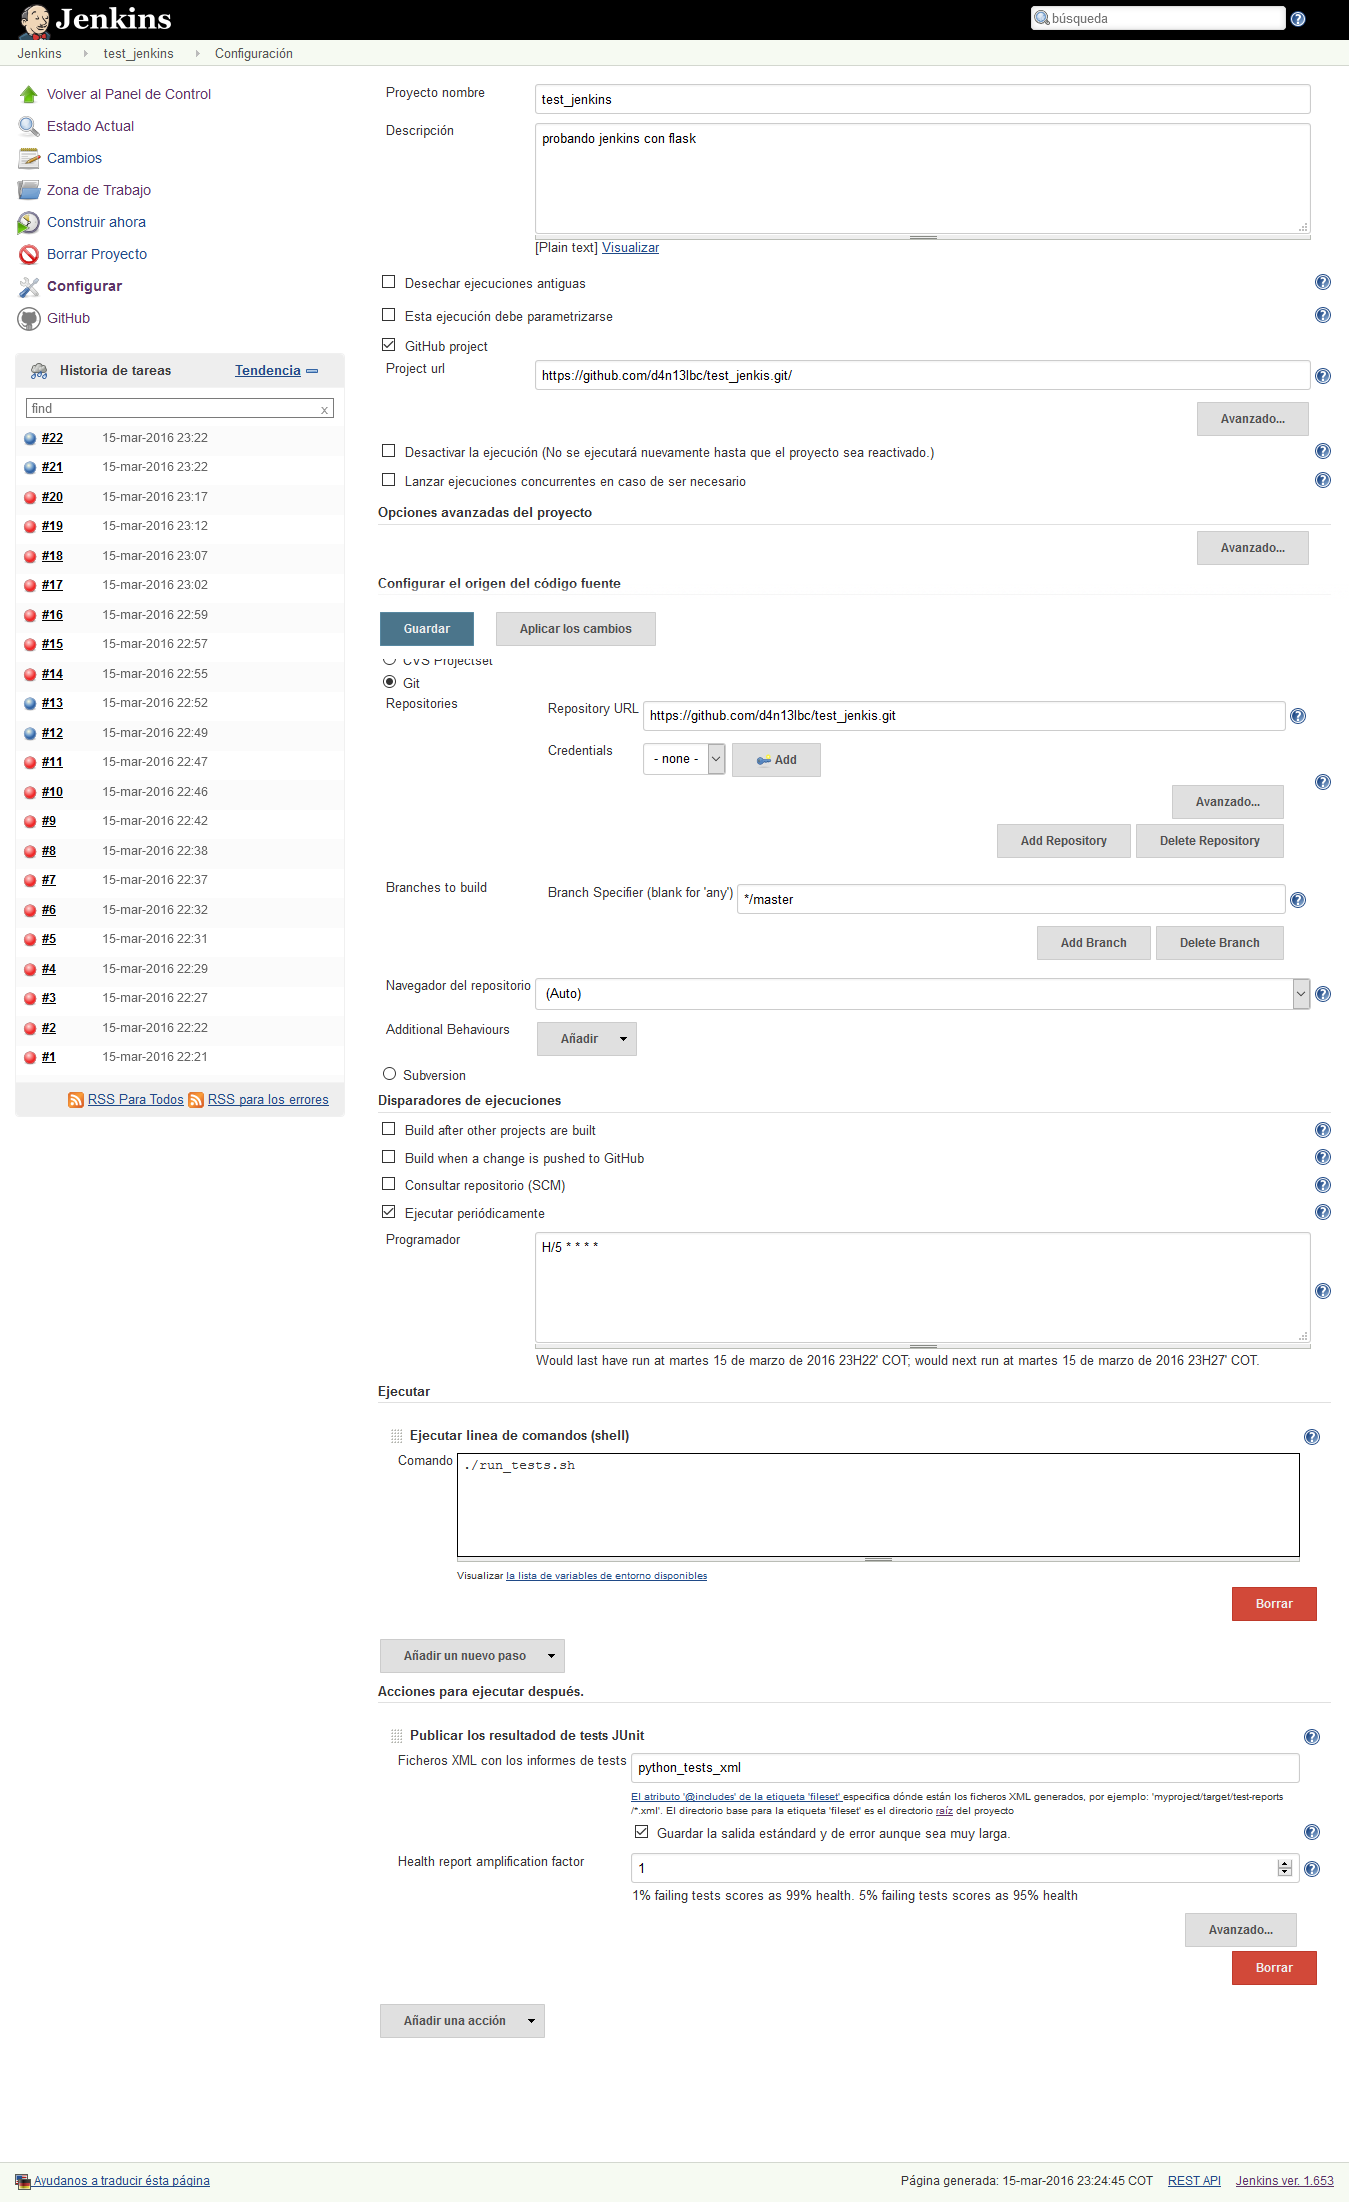 Jenkins
búsqueda
Jenkins
test_jenkins
Configuración
Volver al Panel de Control
Estado Actual
Cambios
Zona de Trabajo
Construir ahora
Borrar Proyecto
Configurar
GitHub
Historia de tareas Tendencia
find x
#22 15-mar-2016 23:22
#21 15-mar-2016 23:22
#20 15-mar-2016 23:17
#19 15-mar-2016 23:12
#18 15-mar-2016 23:07
#17 15-mar-2016 23:02
#16 15-mar-2016 22:59
#15 15-mar-2016 22:57
#14 15-mar-2016 22:55
#13 15-mar-2016 22:52
#12 15-mar-2016 22:49
#11 15-mar-2016 22:47
#10 15-mar-2016 22:46
#9 15-mar-2016 22:42
#8 15-mar-2016 22:38
#7 15-mar-2016 22:37
#6 15-mar-2016 22:32
#5 15-mar-2016 22:31
#4 15-mar-2016 22:29
#3 15-mar-2016 22:27
#2 15-mar-2016 22:22
#1 15-mar-2016 22:21
RSS Para Todos RSS para los errores
Proyecto nombre test_jenkins
Descripción probando jenkins con flask
[Plain text] Visualizar
Desechar ejecuciones antiguas
Esta ejecución debe parametrizarse
GitHub project
Project url https://github.com/d4n13lbc/test_jenkis.git/
Avanzado...
Desactivar la ejecución (No se ejecutará nuevamente hasta que el proyecto sea reactivado.)
Lanzar ejecuciones concurrentes en caso de ser necesario
Opciones avanzadas del proyecto
Avanzado...
Configurar el origen del código fuente
Guardar Aplicar los cambios
CVS Projectset
Git
Repositories Repository URL https://github.com/d4n13lbc/test_jenkis.git
Credentials - none - Add
Avanzado...
Add Repository Delete Repository
Branches to build Branch Specifier (blank for 'any') */master
Add Branch Delete Branch
Navegador del repositorio (Auto)
Additional Behaviours Añadir
Subversion
Disparadores de ejecuciones
Build after other projects are built
Build when a change is pushed to GitHub
Consultar repositorio (SCM)
Ejecutar periódicamente
Programador H/5 * * * *
Would last have run at martes 15 de marzo de 2016 23H22' COT; would next run at martes 15 de marzo de 2016 23H27' COT.
Ejecutar
Ejecutar linea de comandos (shell)
Comando ./run_tests.sh
Visualizar la lista de variables de entorno disponibles
Borrar
Añadir un nuevo paso
Acciones para ejecutar después.
Publicar los resultadod de tests JUnit
Ficheros XML con los informes de tests python_tests_xml
El atributo '@includes' de la etiqueta 'fileset' especifica dónde están los ficheros XML generados, por ejemplo: 'myproject/target/test-reports
/*.xml'. El directorio base para la etiqueta 'fileset' es el directorio raíz del proyecto
Guardar la salida estándard y de error aunque sea muy larga.
Health report amplification factor 1
1% failing tests scores as 99% health. 5% failing tests scores as 95% health
Avanzado...
Borrar
Añadir una acción
Ayudanos a traducir ésta página
Página generada: 15-mar-2016 23:24:45 COT REST API Jenkins ver. 1.653